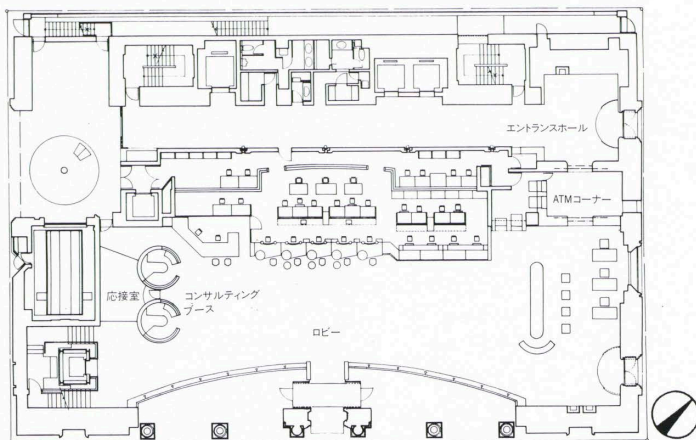 エントランスホール
ATMコーナー
応接室
コンサルティング
ブース
ロビー